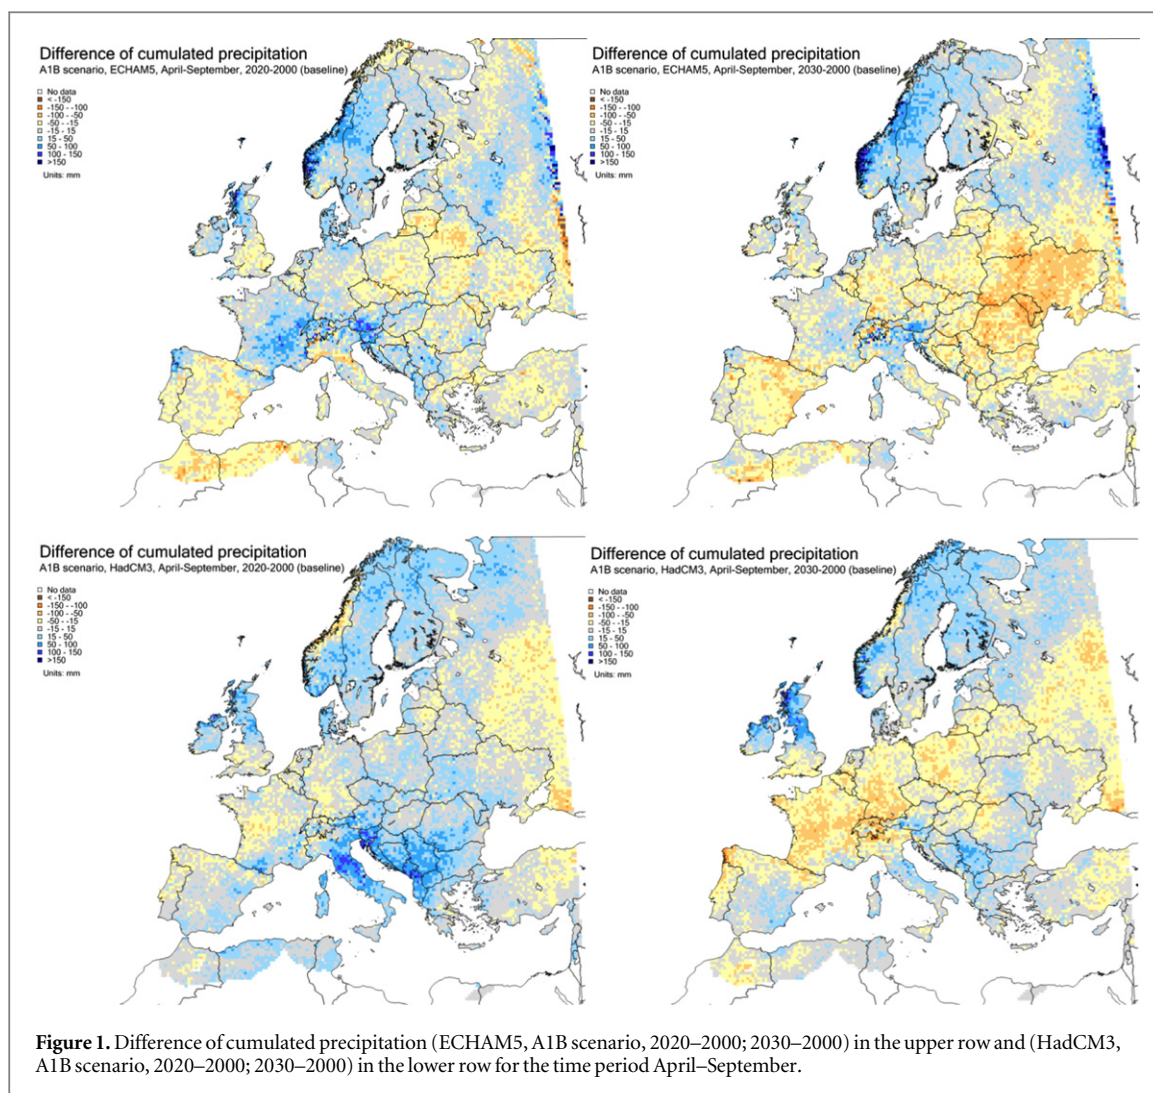 Difference of cumulated precipitation
A1B scenario, ECHAM5, April-September, 2020-2000 (baseline)
No data
< -150
-150 - -100
-100 - -50
-50 - -15
-15 - 15
15 - 50
50 - 100
100 - 150
>150
Units: mm
Difference of cumulated precipitation
A1B scenario, ECHAM5, April-September, 2030-2000 (baseline)
No data
< -150
-150 - -100
-100 - -50
-50 - -15
-15 - 15
15 - 50
50 - 100
100 - 150
>150
Units: mm
Difference of cumulated precipitation
A1B scenario, HadCM3, April-September, 2020-2000 (baseline)
No data
< -150
-150 - -100
-100 - -50
-50 - -15
-15 - 15
15 - 50
50 - 100
100 - 150
>150
Units: mm
Difference of cumulated precipitation
A1B scenario, HadCM3, April-September, 2030-2000 (baseline)
No data
< -150
-150 - -100
-100 - -50
-50 - -15
-15 - 15
15 - 50
50 - 100
100 - 150
>150
Units: mm
Figure 1. Difference of cumulated precipitation (ECHAM5, A1B scenario, 2020–2000; 2030–2000) in the upper row and (HadCM3,
A1B scenario, 2020–2000; 2030–2000) in the lower row for the time period April–September.